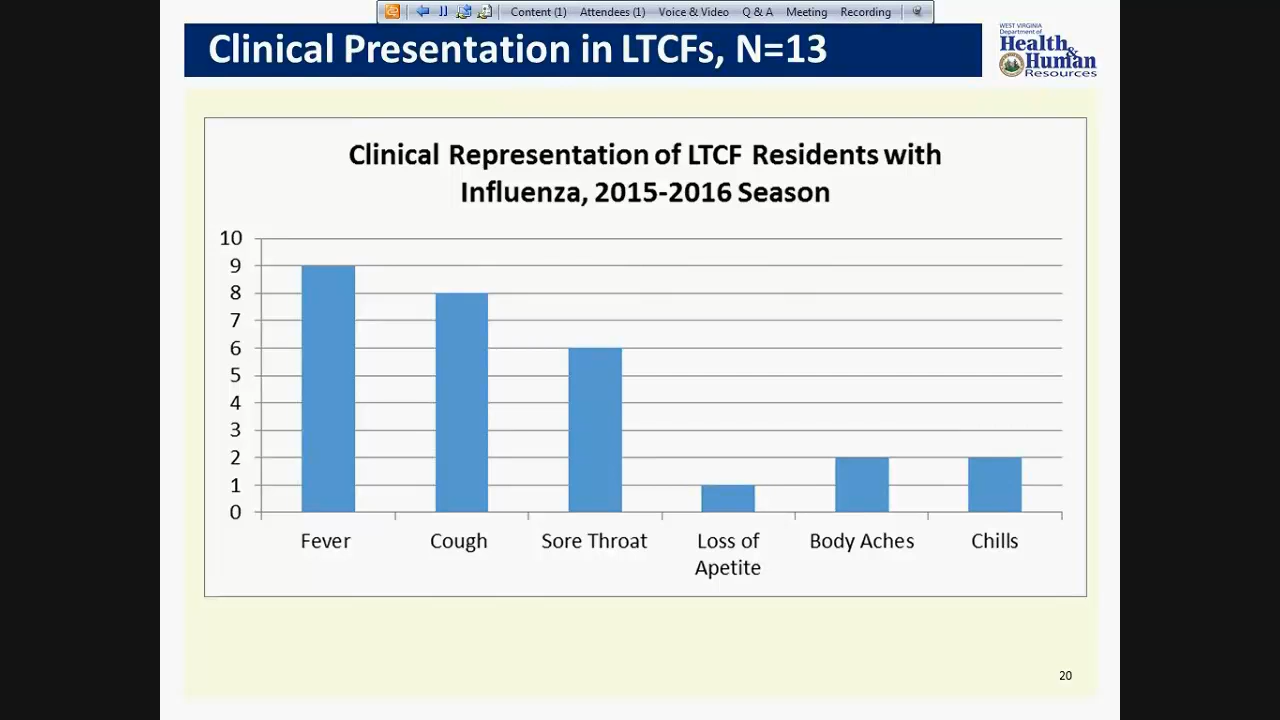 Content (1) Attendees (1) Voice & Video Q & A Meeting Recording
Clinical Presentation in LTCFs, N=13
WEST VIRGINIA
Department of
Health &
Human
Resources
Clinical Representation of LTCF Residents with
Influenza, 2015-2016 Season
10
9
8
7
6
5
4
3
2
1
0
Fever Cough Sore Throat Loss of Apetite Body Aches Chills
20